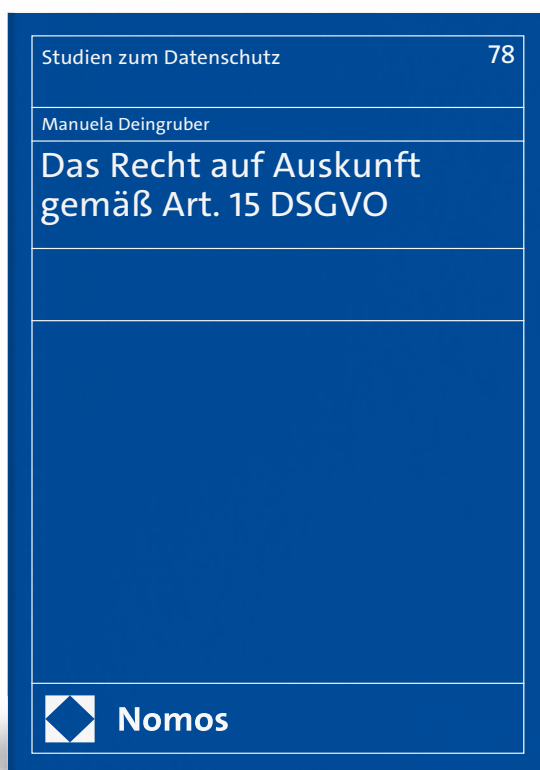 Studien zum Datenschutz 78
Manuela Deingruber
Das Recht auf Auskunft
gemäß Art. 15 DSGVO
Nomos